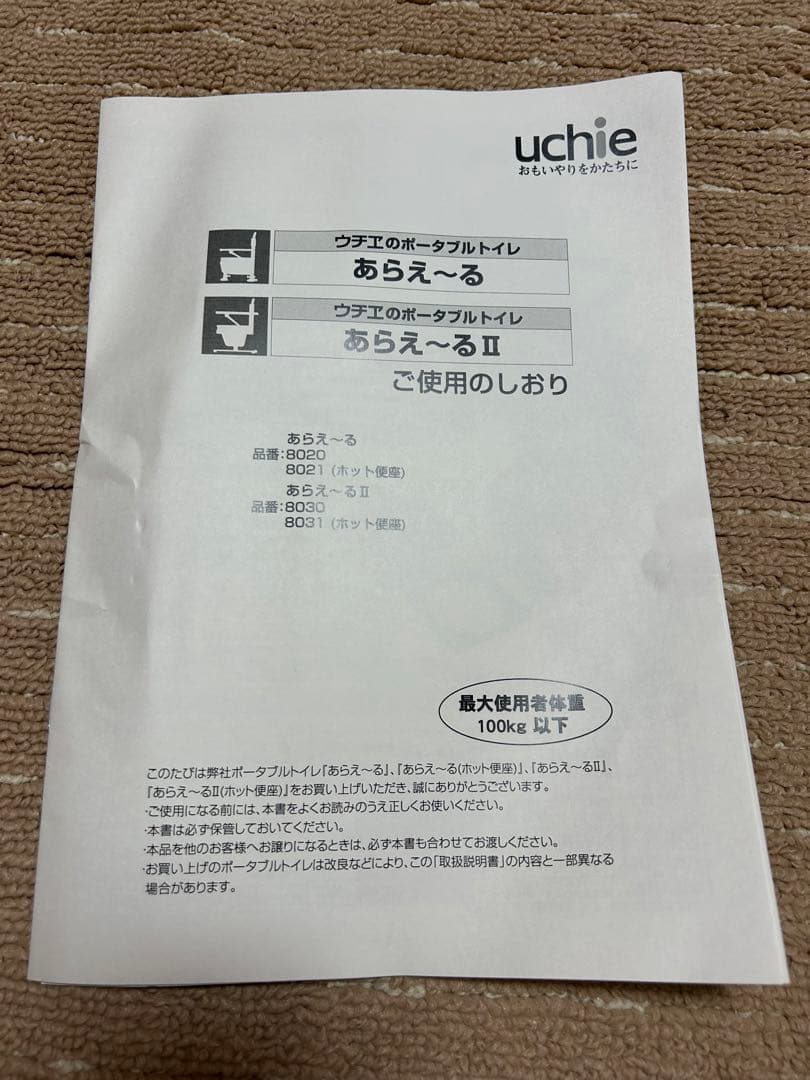 uchie
おもいやりをかたちに
ウチヱのポータブルトイレ
あらえ〜る
ウチヱのポータブルトイレ
あらえ〜るⅡ
ご使用のしおり
あらえ〜る
品番:8020
8021 (ホット便座)
あらえ〜るⅡ
品番:8030
8031 (ホット便座)
最大使用者体重
100kg 以下
このたびは弊社ポータブルトイレ『あらえ〜る』、『あらえ〜る(ホット便座)』、『あらえ〜るⅡ』、
『あらえ〜るⅡ(ホット便座)』をお買い上げいただき、誠にありがとうございます。
・ご使用になる前には、本書をよくお読みのうえ正しくお使いください。
・本書は必ず保管しておいてください。
・本品を他のお客様へお譲りになるときは、必ず本書も合わせてお渡しください。
・お買い上げのポータブルトイレは改良などにより、この「取扱説明書」の内容と一部異なる
場合があります。